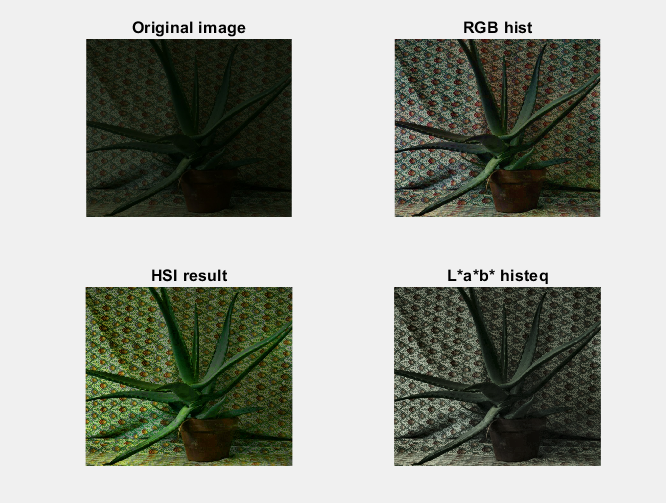 Original image
RGB hist
HSI result
L*a*b* histeq